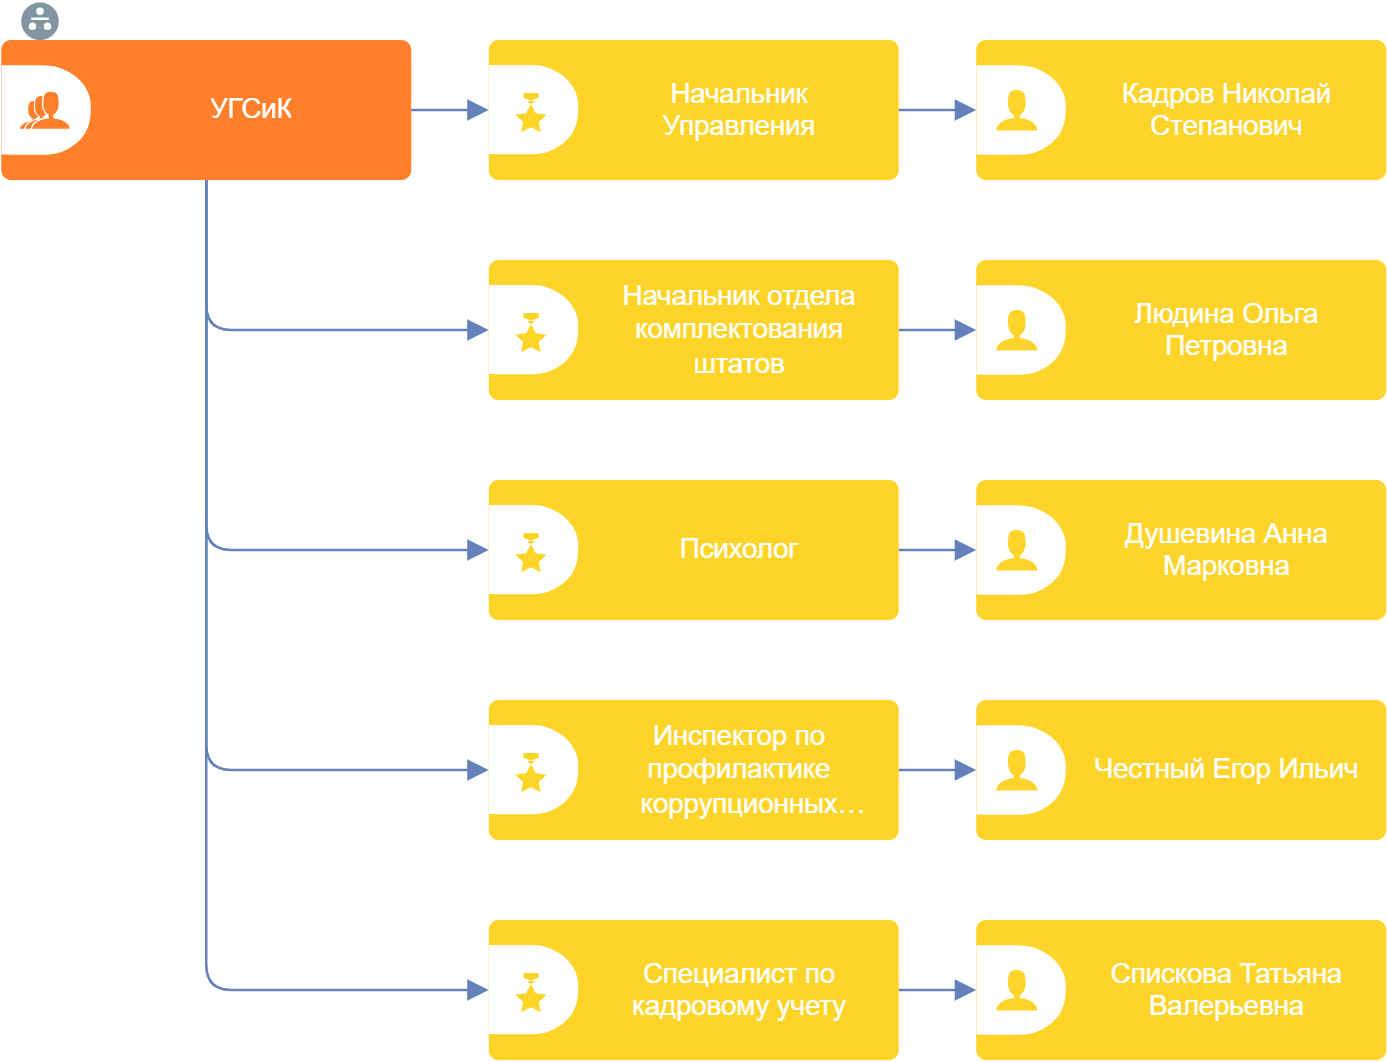 УГСиК
Начальник
Управления
Кадров Николай
Степанович
Начальник отдела
комплектования
штатов
Людина Ольга
Петровна
Психолог
Душевина Анна
Марковна
Инспектор по
профилактике
коррупционных…
Честный Егор Ильич
Специалист по
кадровому учету
Спискова Татьяна
Валерьевна